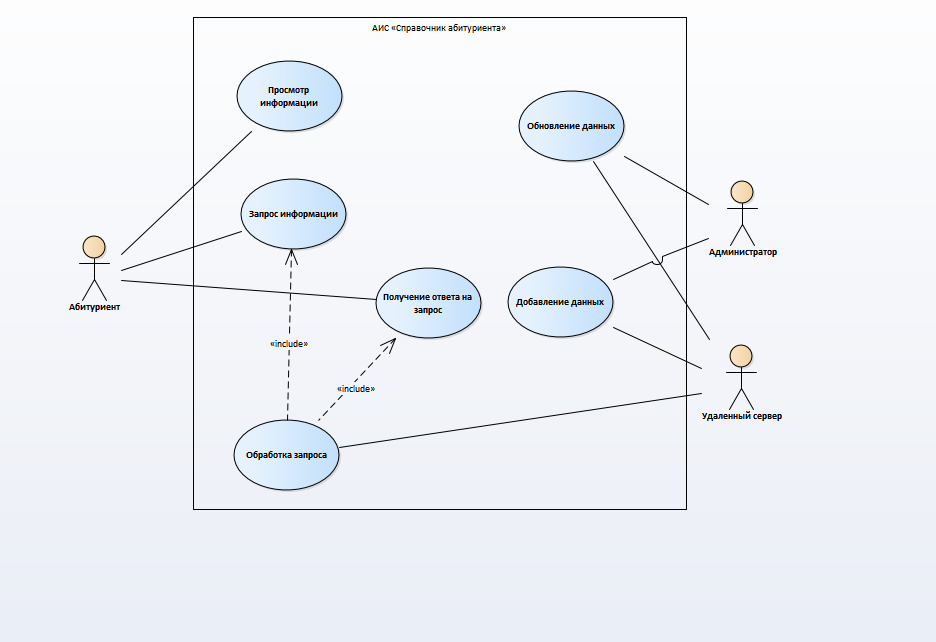 АИС «Справочник абитуриента»
Просмотр
информации
Обновление данных
Запрос информации
Администратор
Абитуриент
Получение ответа на
запрос
Добавление данных
«include»
«include»
Удаленный сервер
Обработка запроса